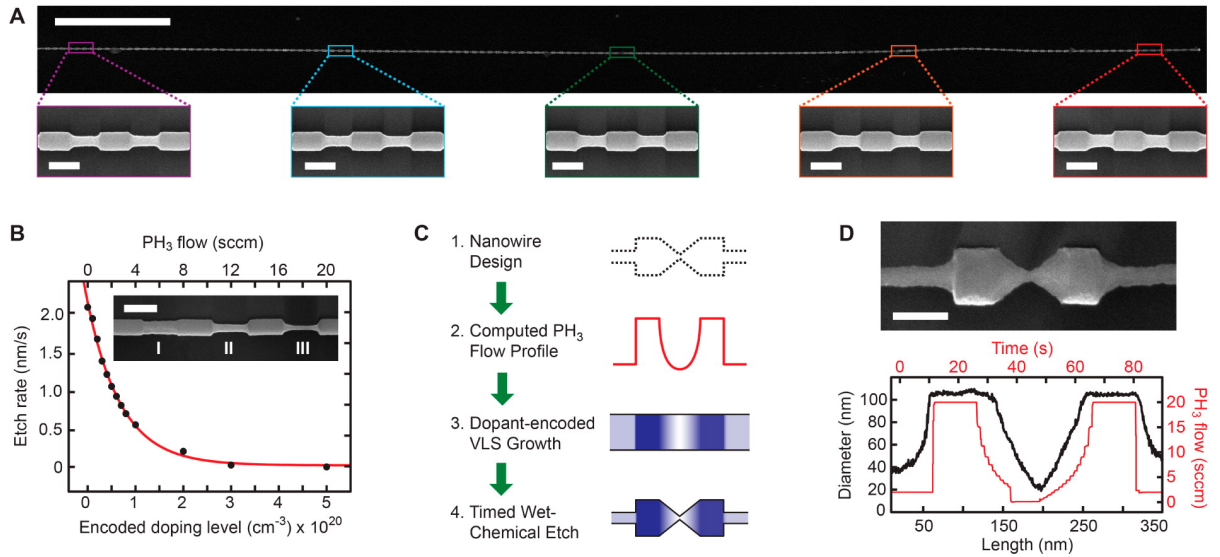 A
B
PH₃ flow (sccm)
0 4 8 12 16 20
Etch rate (nm/s)
2.0
1.5
1.0
0.5
0
I II III
0 1 2 3 4 5
Encoded doping level (cm⁻³) x 10²⁰
C
1. Nanowire
Design
2. Computed PH₃
Flow Profile
3. Dopant-encoded
VLS Growth
4. Timed Wet-
Chemical Etch
D
Time (s)
0 20 40 60 80
Diameter (nm)
100
80
60
40
20
PH₃ flow
(sccm)
20
15
10
5
0
50 150 250 350
Length (nm)